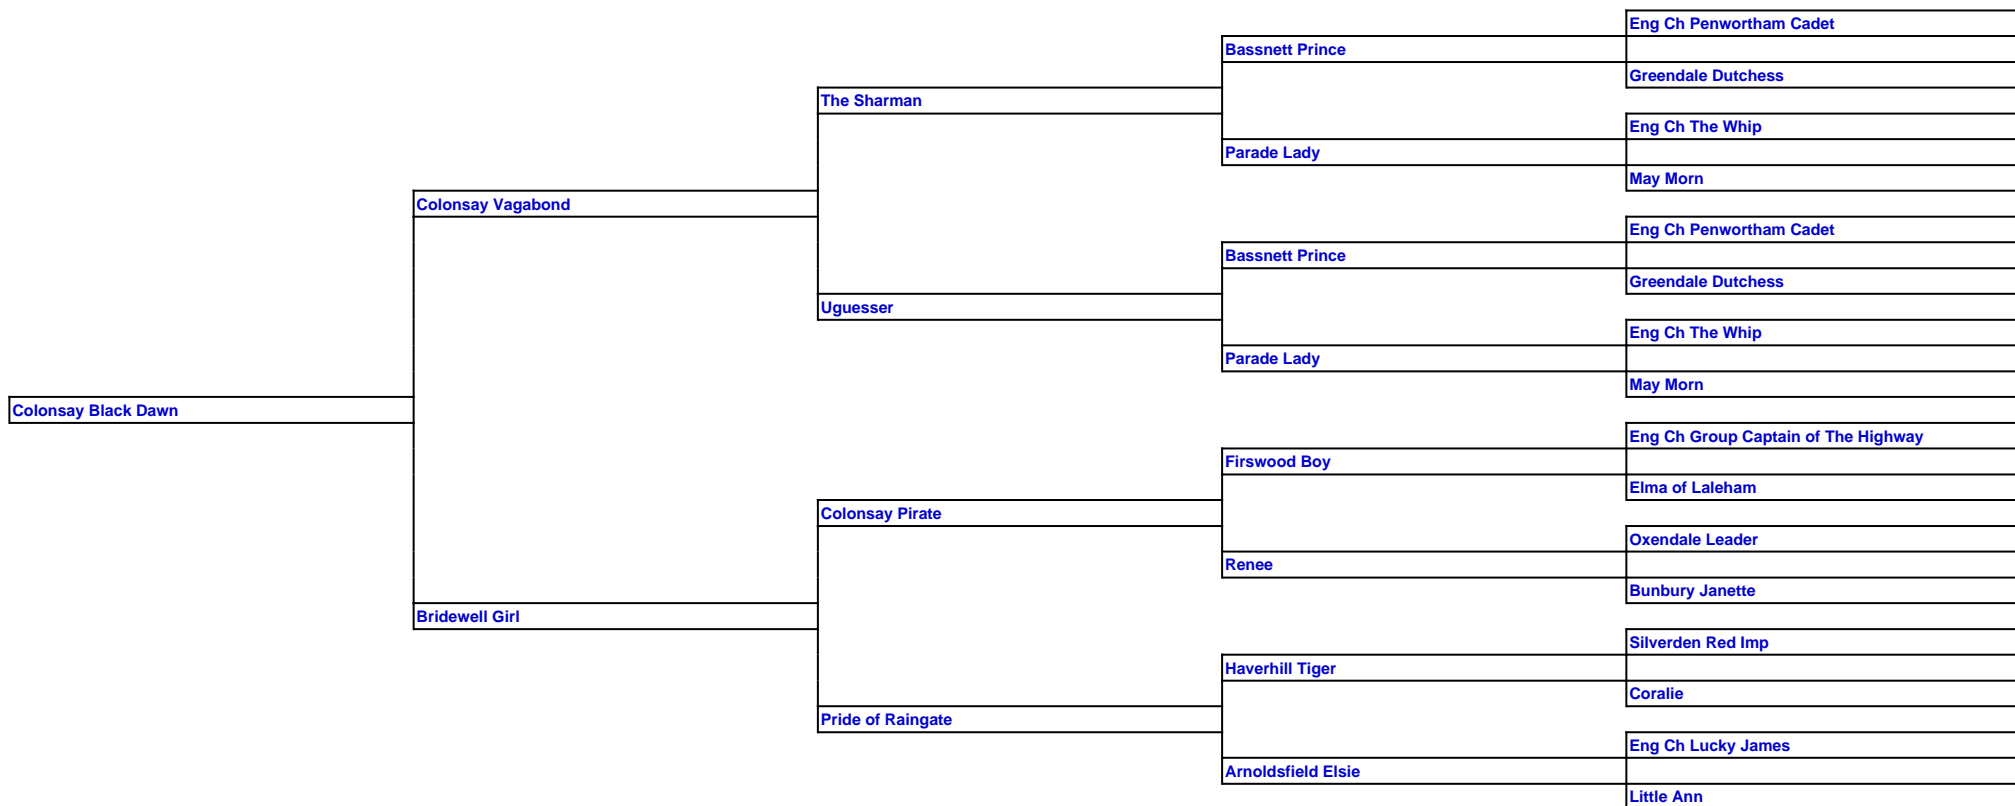 Eng Ch Penwortham Cadet
Bassnett Prince
Greendale Dutchess
The Sharman
Eng Ch The Whip
Parade Lady
May Morn
Colonsay Vagabond
Eng Ch Penwortham Cadet
Bassnett Prince
Greendale Dutchess
Uguesser
Eng Ch The Whip
Parade Lady
May Morn
Colonsay Black Dawn
Eng Ch Group Captain of The Highway
Firswood Boy
Elma of Laleham
Colonsay Pirate
Oxendale Leader
Renee
Bunbury Janette
Bridewell Girl
Silverden Red Imp
Haverhill Tiger
Coralie
Pride of Raingate
Eng Ch Lucky James
Arnoldsfield Elsie
Little Ann